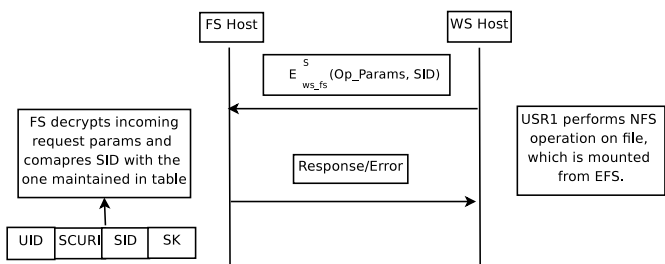 FS Host
WS Host
E S ws_fs (Op_Params, SID)
FS decrypts incoming
request params and
comapres SID with the
one maintained in table
USR1 performs NFS
operation on file,
which is mounted
from EFS.
Response/Error
UID SCURI SID SK